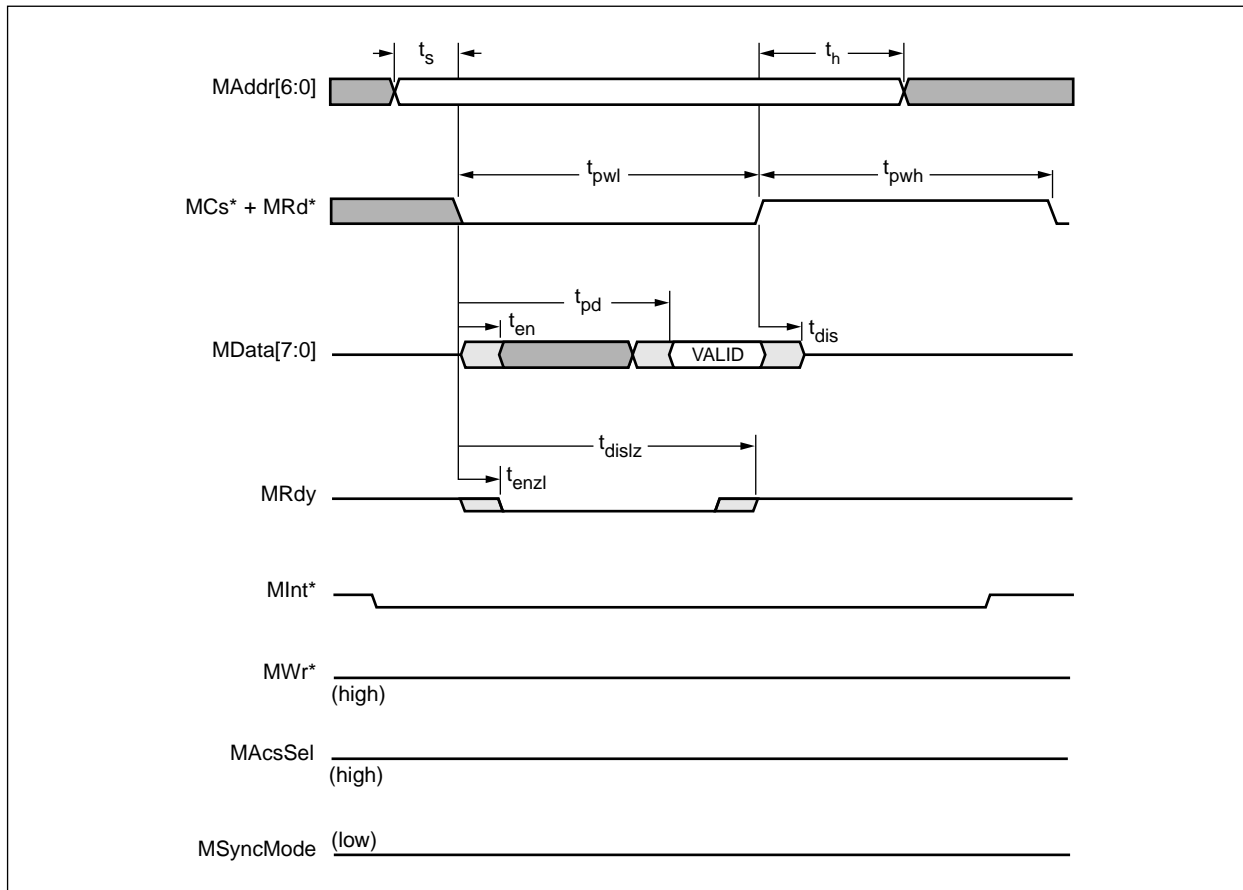 t_s
t_h
MAddr[6:0]
t_pwl
t_pwh
MCs* + MRd*
t_pd
t_en
t_dis
MData[7:0]
VALID
t_dislz
t_enzl
MRdy
MInt*
MWr*
(high)
MAcsSel
(high)
(low)
MSyncMode